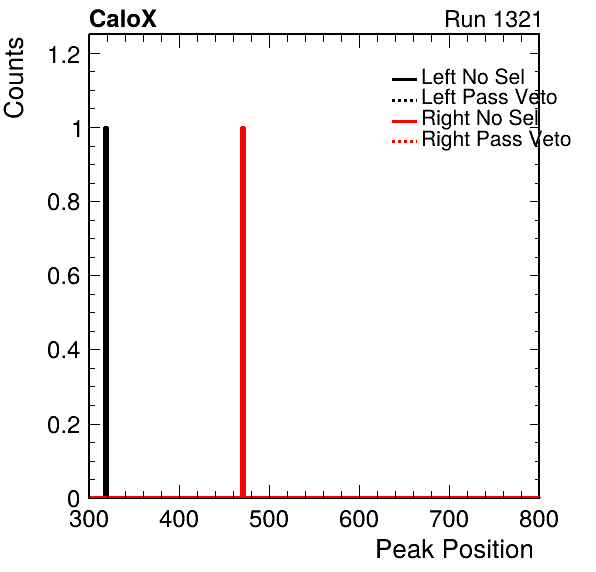 CaloX Run 1321
Counts
1.2
1
0.8
0.6
0.4
0.2
0
Left No Sel
Left Pass Veto
Right No Sel
Right Pass Veto
300 400 500 600 700 800
Peak Position